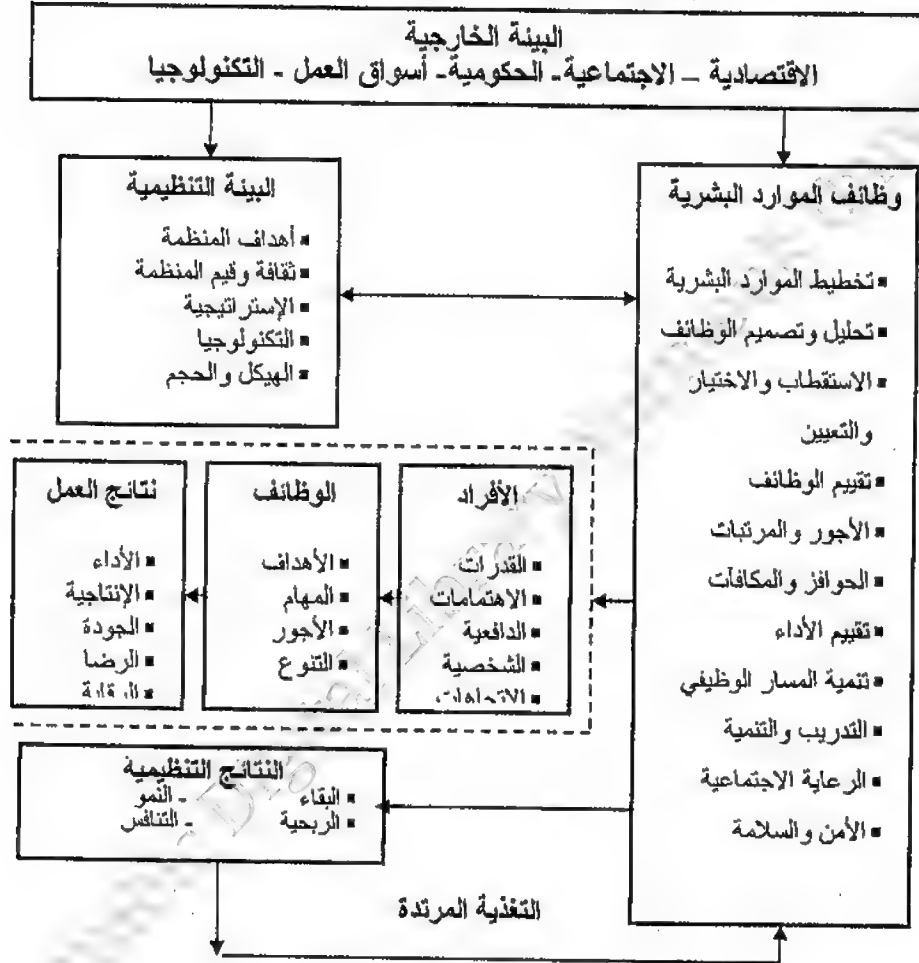 البيئة الخارجية
الاقتصادية – الاجتماعية - الحكومية - أسواق العمل - التكنولوجيا
وظائف الموارد البشرية
▪ تخطيط الموارد البشرية
▪ تحليل وتصميم الوظائف
▪ الاستقطاب والاختيار
والتعيين
▪ تقييم الوظائف
▪ الأجور والمرتبات
▪ الحوافز والمكافآت
▪ تقييم الأداء
▪ تنمية المسار الوظيفي
▪ التدريب والتنمية
▪ الرعاية الاجتماعية
▪ الأمن والسلامة
البيئة التنظيمية
▪ أهداف المنظمة
▪ ثقافة وقيم المنظمة
▪ الإستراتيجية
▪ التكنولوجيا
▪ الهيكل والحجم
الأفراد
▪ القدرات
▪ الاهتمامات
▪ الدافعية
▪ الشخصية
▪ الاتجاهات
الوظائف
▪ الأهداف
▪ المهام
▪ الأجور
▪ التنوع
نتائج العمل
▪ الأداء
▪ الإنتاجية
▪ الجودة
▪ الرضا
النتائج التنظيمية
▪ البقاء - النمو
▪ الربحية - التنافس
التغذية المرتدة